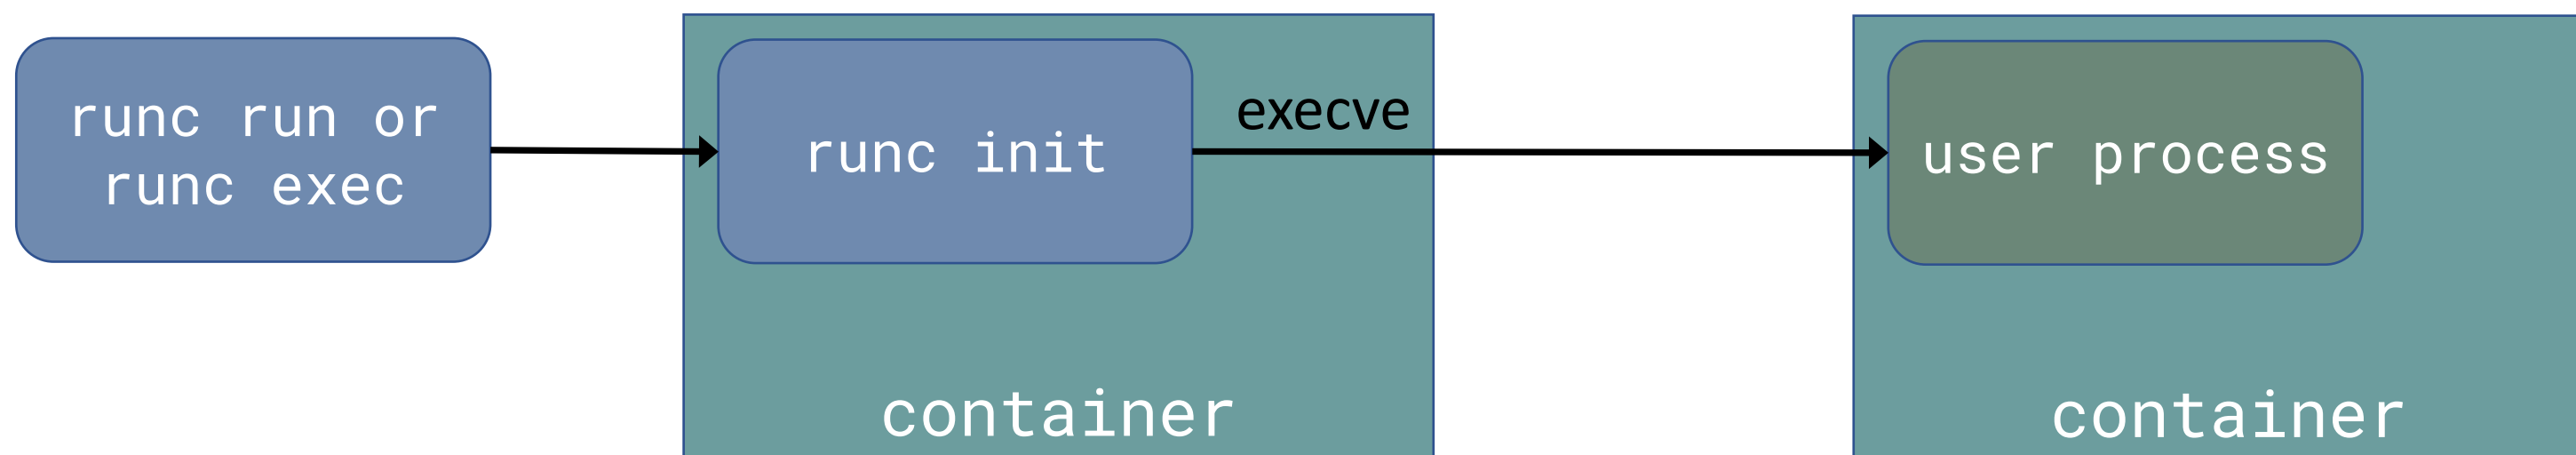 runc run or
runc exec
runc init
execve
user process
container
container